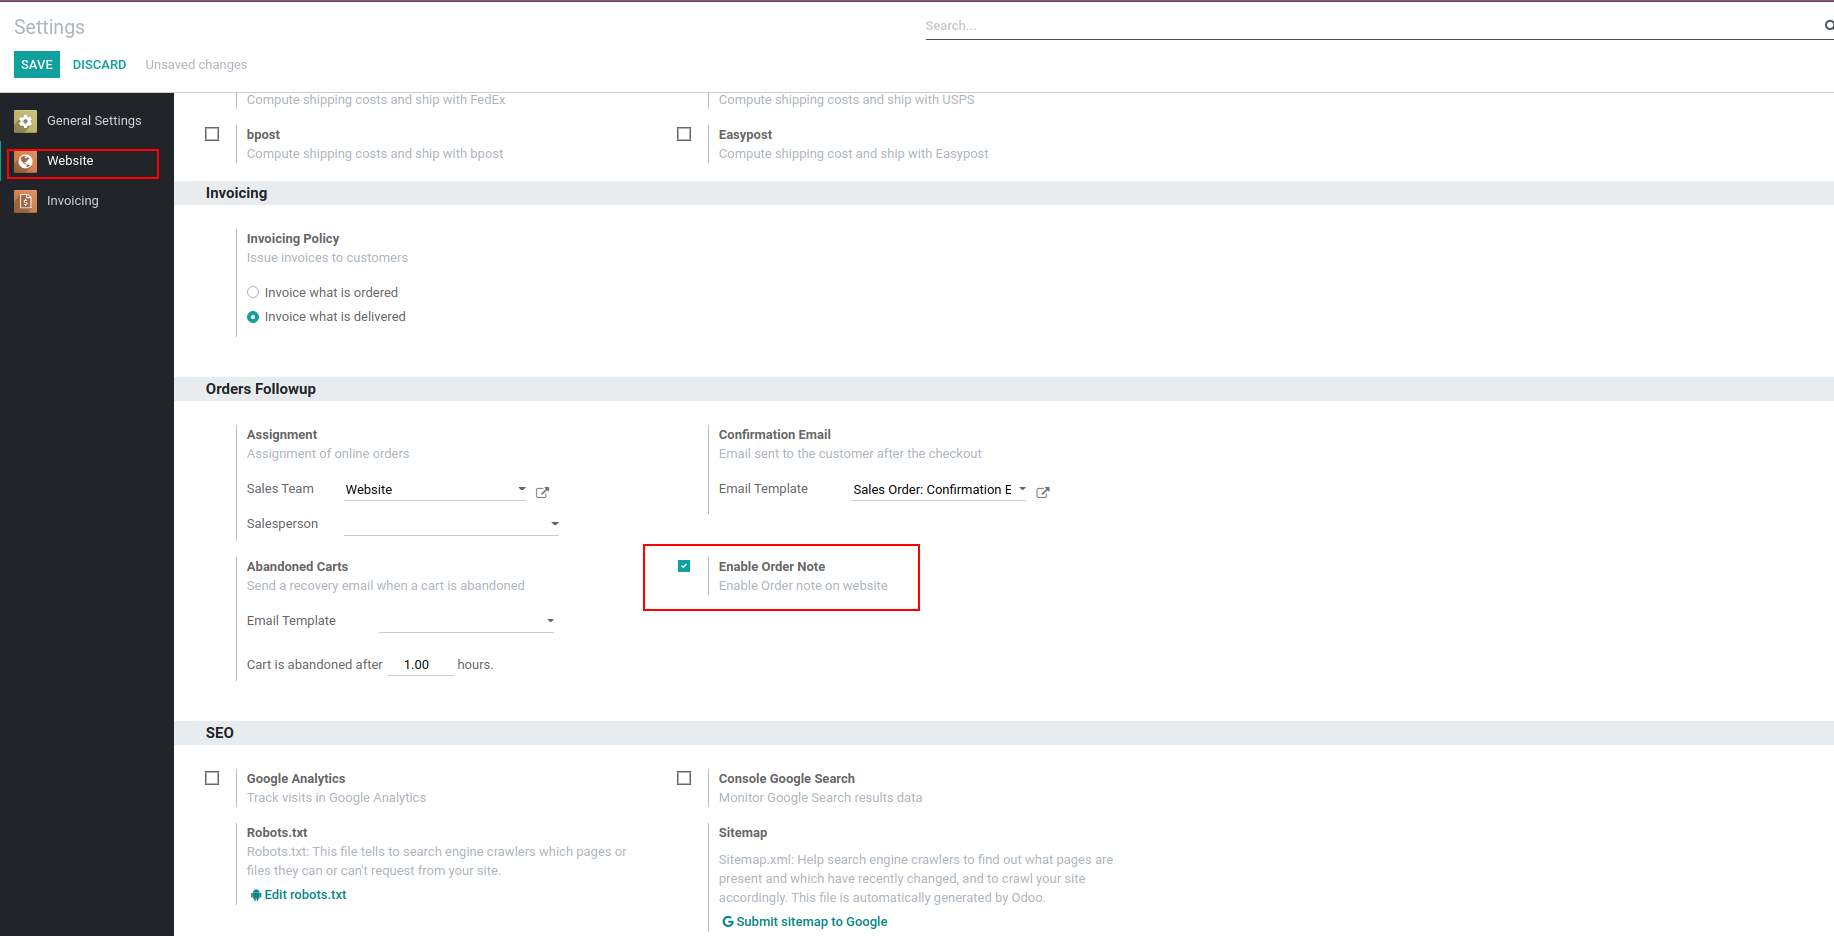 Settings
Search...
SAVE
DISCARD
Unsaved changes
General Settings
Website
Invoicing
Compute shipping costs and ship with FedEx
Compute shipping costs and ship with USPS
bpost
Compute shipping costs and ship with bpost
Easypost
Compute shipping cost and ship with Easypost
Invoicing
Invoicing Policy
Issue invoices to customers
Invoice what is ordered
Invoice what is delivered
Orders Followup
Assignment
Assignment of online orders
Sales Team Website
Salesperson
Confirmation Email
Email sent to the customer after the checkout
Email Template Sales Order: Confirmation E
Abandoned Carts
Send a recovery email when a cart is abandoned
Email Template
Cart is abandoned after 1.00 hours.
Enable Order Note
Enable Order note on website
SEO
Google Analytics
Track visits in Google Analytics
Console Google Search
Monitor Google Search results data
Robots.txt
Robots.txt: This file tells to search engine crawlers which pages or
files they can or can't request from your site.
Edit robots.txt
Sitemap
Sitemap.xml: Help search engine crawlers to find out what pages are
present and which have recently changed, and to crawl your site
accordingly. This file is automatically generated by Odoo.
Submit sitemap to Google